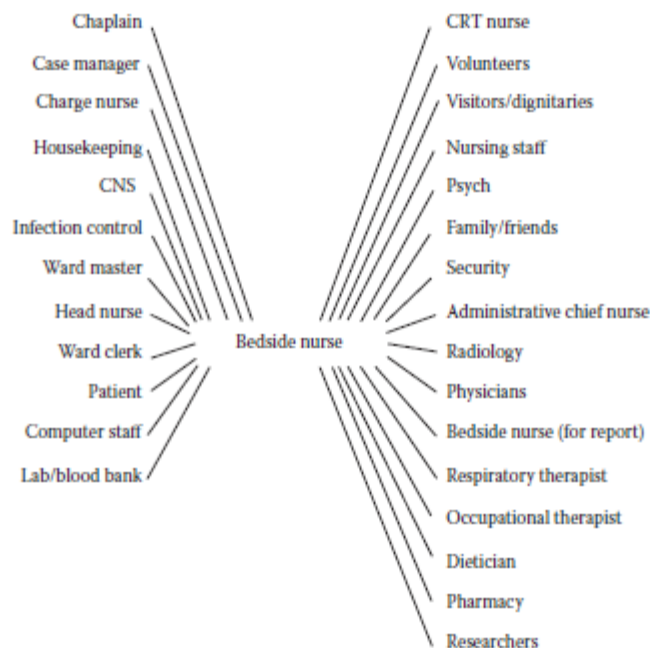 Chaplain
Case manager
Charge nurse
Housekeeping
CNS
Infection control
Ward master
Head nurse
Ward clerk
Patient
Computer staff
Lab/blood bank
Bedside nurse
CRT nurse
Volunteers
Visitors/dignitaries
Nursing staff
Psych
Family/friends
Security
Administrative chief nurse
Radiology
Physicians
Bedside nurse (for report)
Respiratory therapist
Occupational therapist
Dietician
Pharmacy
Researchers